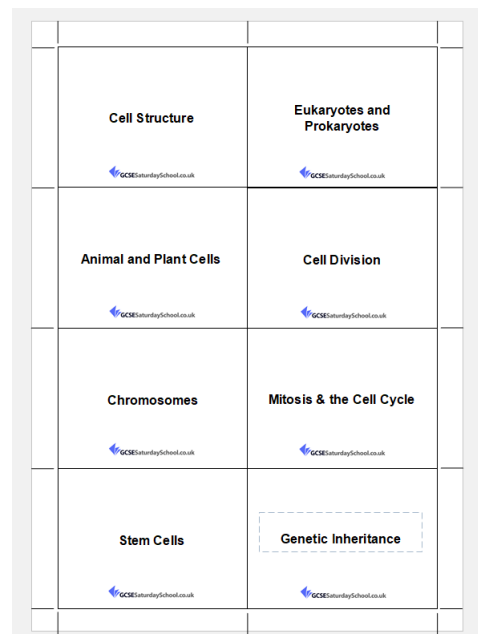 Cell Structure
GCSESaturdaySchool.co.uk
Eukaryotes and
Prokaryotes
GCSESaturdaySchool.co.uk
Animal and Plant Cells
GCSESaturdaySchool.co.uk
Cell Division
GCSESaturdaySchool.co.uk
Chromosomes
GCSESaturdaySchool.co.uk
Mitosis & the Cell Cycle
GCSESaturdaySchool.co.uk
Stem Cells
GCSESaturdaySchool.co.uk
Genetic Inheritance
GCSESaturdaySchool.co.uk